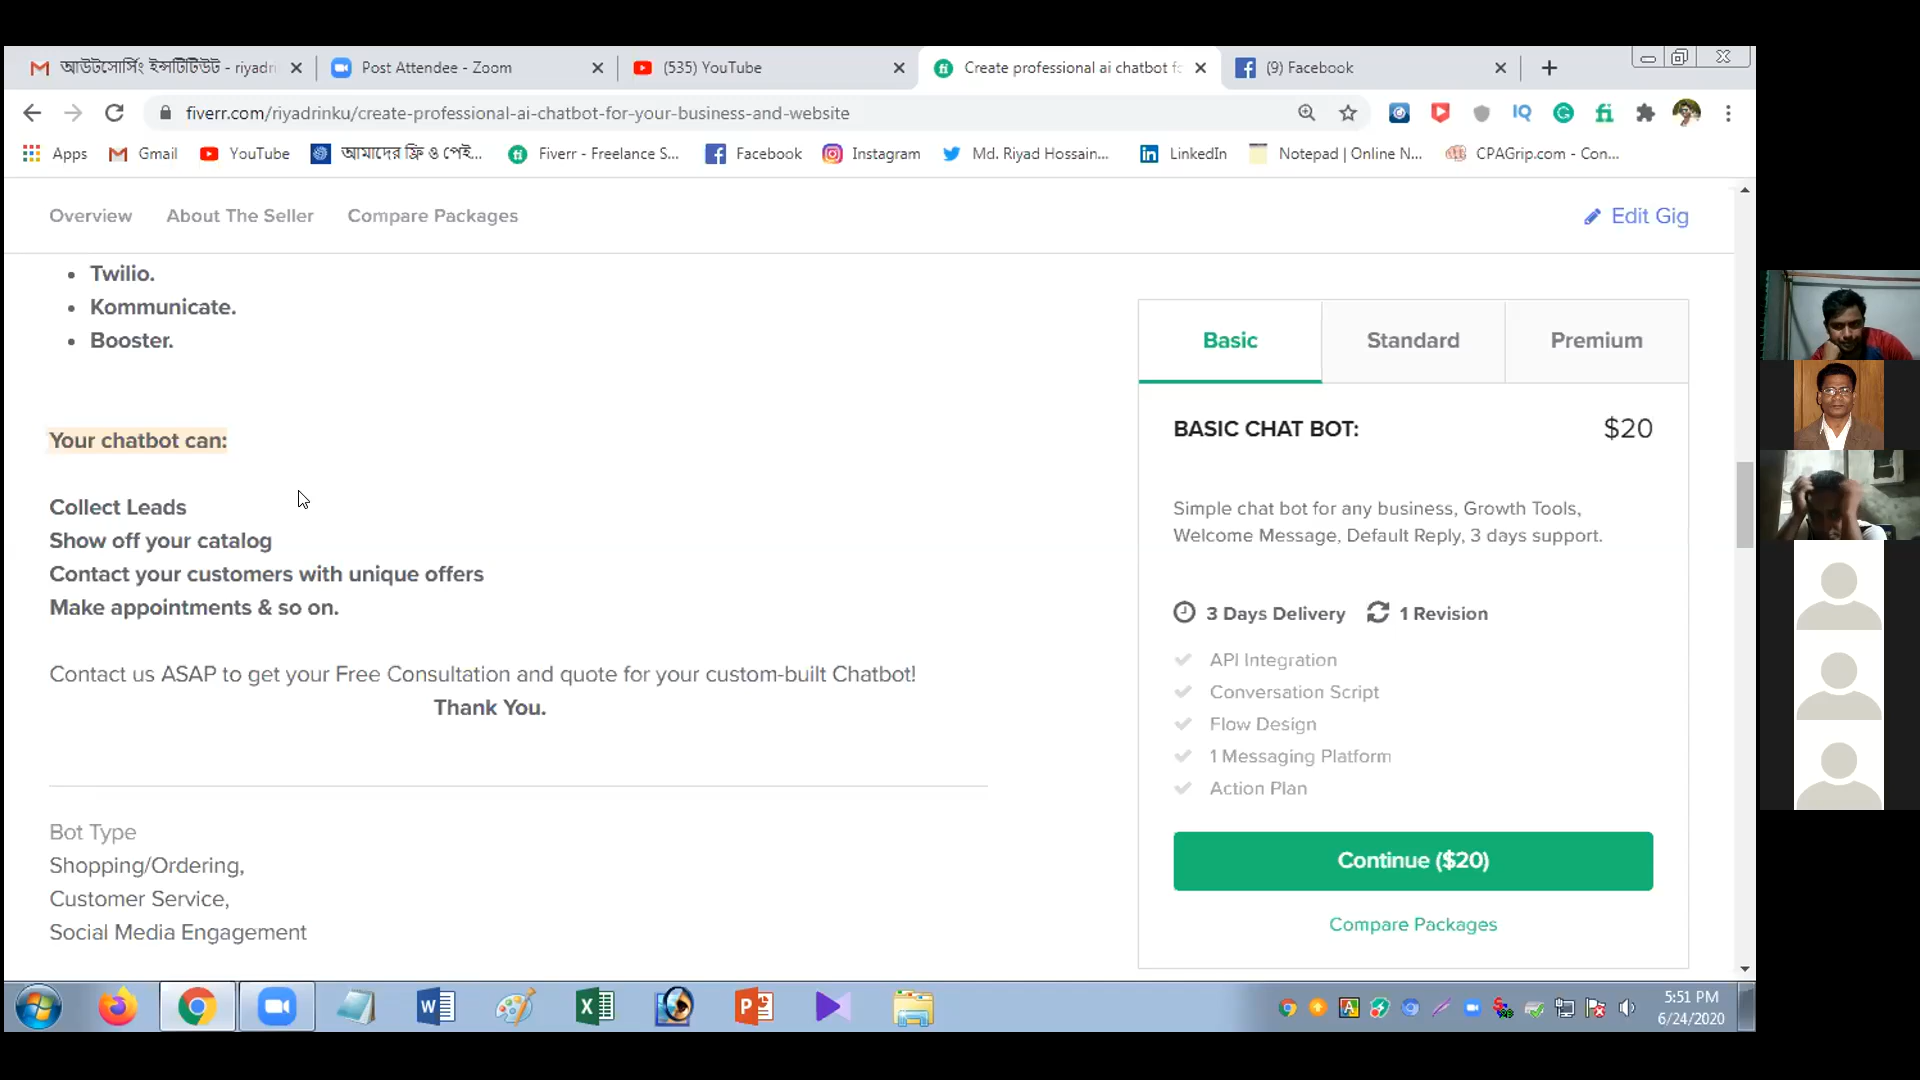 আউটসোর্সিং ইন্সটিটিউট - riyadri
Post Attendee - Zoom
(535) YouTube
Create professional ai chatbot fo
(9) Facebook
fiverr.com/riyadrinku/create-professional-ai-chatbot-for-your-business-and-website
Apps
Gmail
YouTube
আমাদের ফ্রি ও পেই...
Fiverr - Freelance S...
Facebook
Instagram
Md. Riyad Hossain...
LinkedIn
Notepad | Online N...
CPAGrip.com - Con...
Overview
About The Seller
Compare Packages
Edit Gig
Twilio.
Kommunicate.
Booster.
Your chatbot can:
Collect Leads
Show off your catalog
Contact your customers with unique offers
Make appointments & so on.
Contact us ASAP to get your Free Consultation and quote for your custom-built Chatbot!
Thank You.
Bot Type
Shopping/Ordering,
Customer Service,
Social Media Engagement
Basic
Standard
Premium
BASIC CHAT BOT:
$20
Simple chat bot for any business, Growth Tools,
Welcome Message, Default Reply, 3 days support.
3 Days Delivery
1 Revision
API Integration
Conversation Script
Flow Design
1 Messaging Platform
Action Plan
Continue ($20)
Compare Packages
5:51 PM
6/24/2020